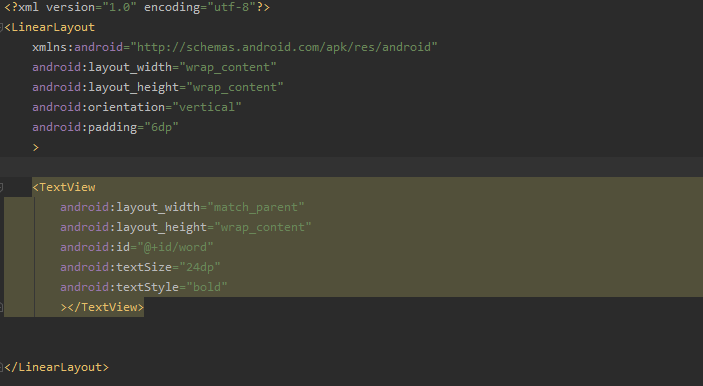 <?xml version="1.0" encoding="utf-8"?>
<LinearLayout
xmlns:android="http://schemas.android.com/apk/res/android"
android:layout_width="wrap_content"
android:layout_height="wrap_content"
android:orientation="vertical"
android:padding="6dp"
>
<TextView
android:layout_width="match_parent"
android:layout_height="wrap_content"
android:id="@+id/word"
android:textSize="24dp"
android:textStyle="bold"
></TextView>
</LinearLayout>